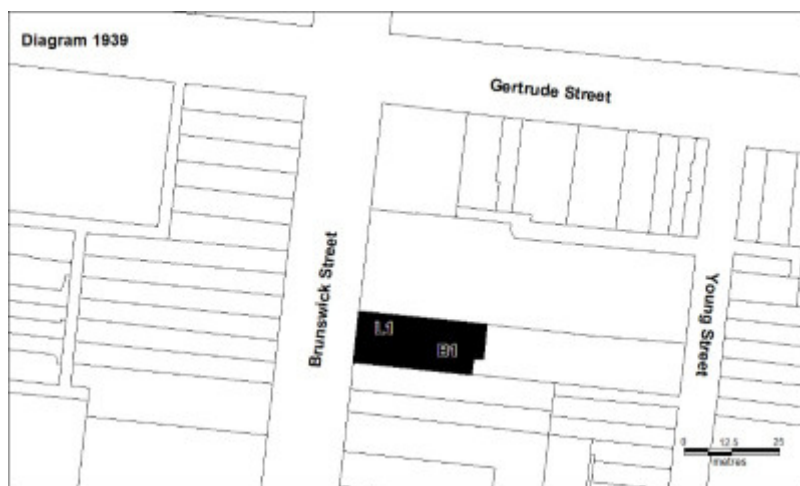 Diagram 1939
Gertrude Street
Brunswick Street
Young Street
L1
B1
0 12.5 25
metres